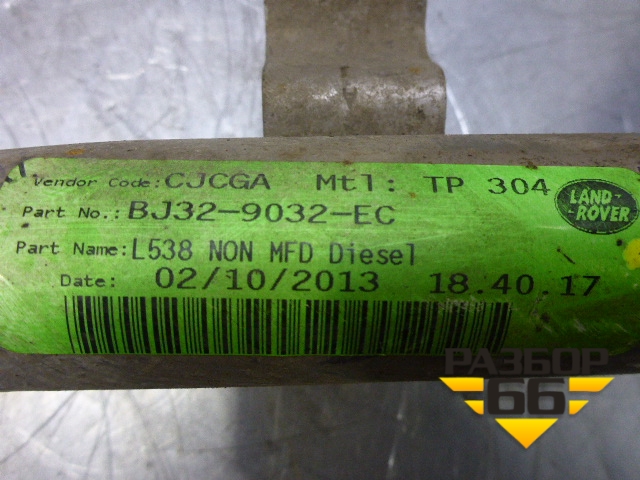 Vendor Code: CJCGA Mtl: TP 304
Part No.: BJ32-9032-EC
LAND-
-ROVER
Part Name: L538 NON MFD Diesel
Date: 02/10/2013 18.40.17
РАЗБОР
66